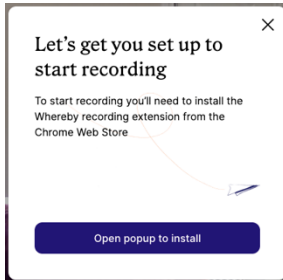 Let’s get you set up to
start recording
To start recording you’ll need to install the
Whereby recording extension from the
Chrome Web Store
Open popup to install